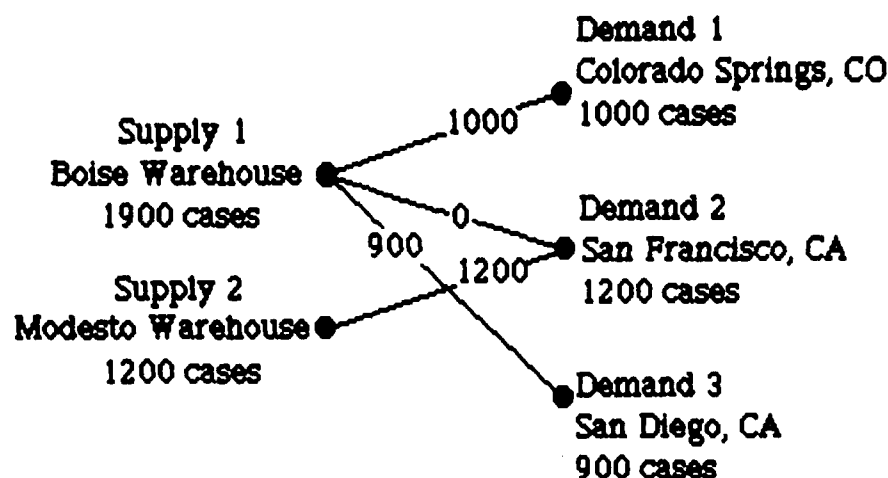 Demand 1
Colorado Springs, CO
1000 cases
1000
Supply 1
Boise Warehouse
1900 cases
Demand 2
San Francisco, CA
1200 cases
0
900
1200
Supply 2
Modesto Warehouse
1200 cases
Demand 3
San Diego, CA
900 cases